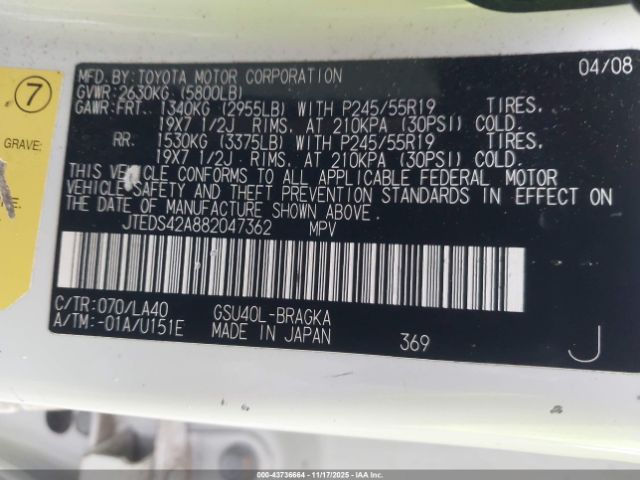 7
GRAVE:
NE.
MFD. BY: TOYOTA MOTOR CORPORATION 04/08
GVWR: 2630KG (5800LB)
GAWR: FRT. 1340KG (2955LB) WITH P245/55R19 TIRES.
19X7 1/2J RIMS. AT 210KPA (30PSI) COLD.
RR. 1530KG (3375LB) WITH P245/55R19 TIRES.
19X7 1/2J RIMS. AT 210KPA (30PSI) COLD.
THIS VEHICLE CONFORMS TO ALL APPLICABLE FEDERAL MOTOR
VEHICLE SAFETY AND THEFT PREVENTION STANDARDS IN EFFECT ON
THE DATE OF MANUFACTURE SHOWN ABOVE.
JTEDS42A882047362 MPV
C/TR: 070/LA40 GSU40L-BRAGKA
A/TM: -01A/U151E MADE IN JAPAN 369 J
000-43736664 - 11/17/2025 - IAAI.COM